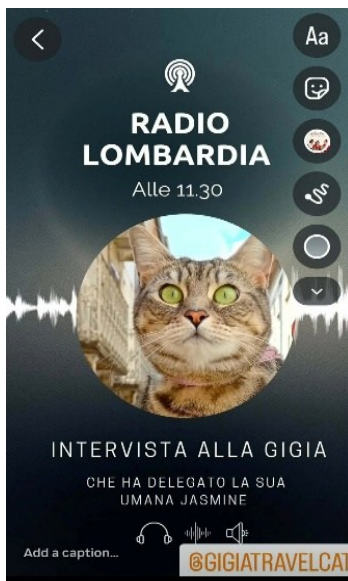 Aa
RADIO
LOMBARDIA
Alle 11.30
INTERVISTA ALLA GIGIA
CHE HA DELEGATO LA SUA
UMANA JASMINE
Add a caption...
@GIGIATRAVELCAT